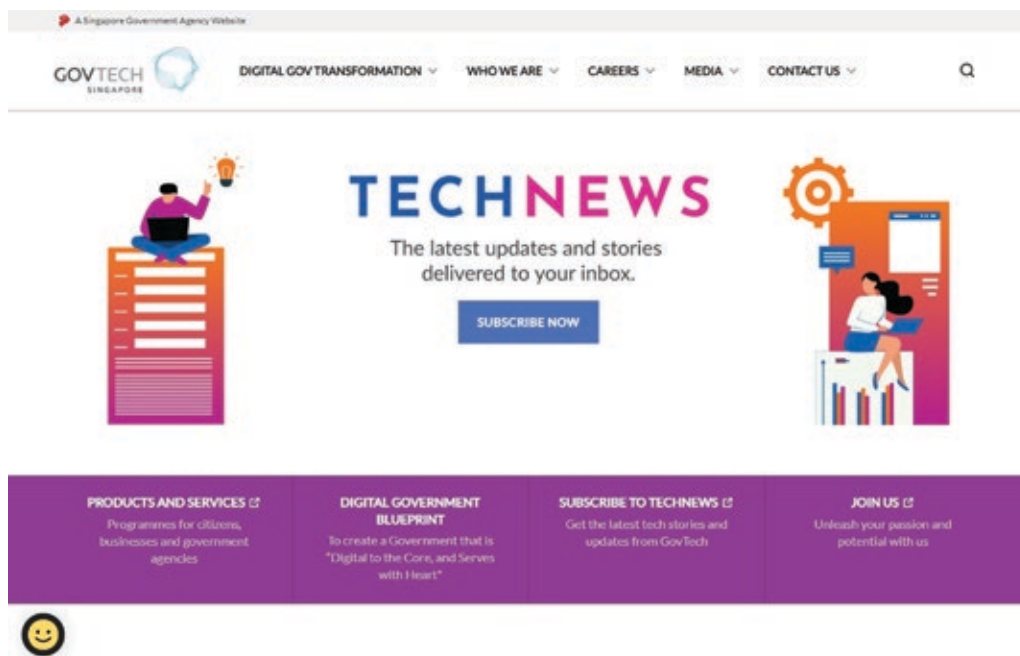 A Singapore Government Agency Website
GOVTECH
SINGAPORE
DIGITAL GOV TRANSFORMATION
WHO WE ARE
CAREERS
MEDIA
CONTACT US
TECHNEWS
The latest updates and stories
delivered to your inbox.
SUBSCRIBE NOW
PRODUCTS AND SERVICES
Programmes for citizens,
businesses and government
agencies
DIGITAL GOVERNMENT
BLUEPRINT
To create a Government that is
"Digital to the Core, and Serves
with Heart"
SUBSCRIBE TO TECHNEWS
Get the latest tech stories and
updates from GovTech
JOIN US
Unleash your passion and
potential with us